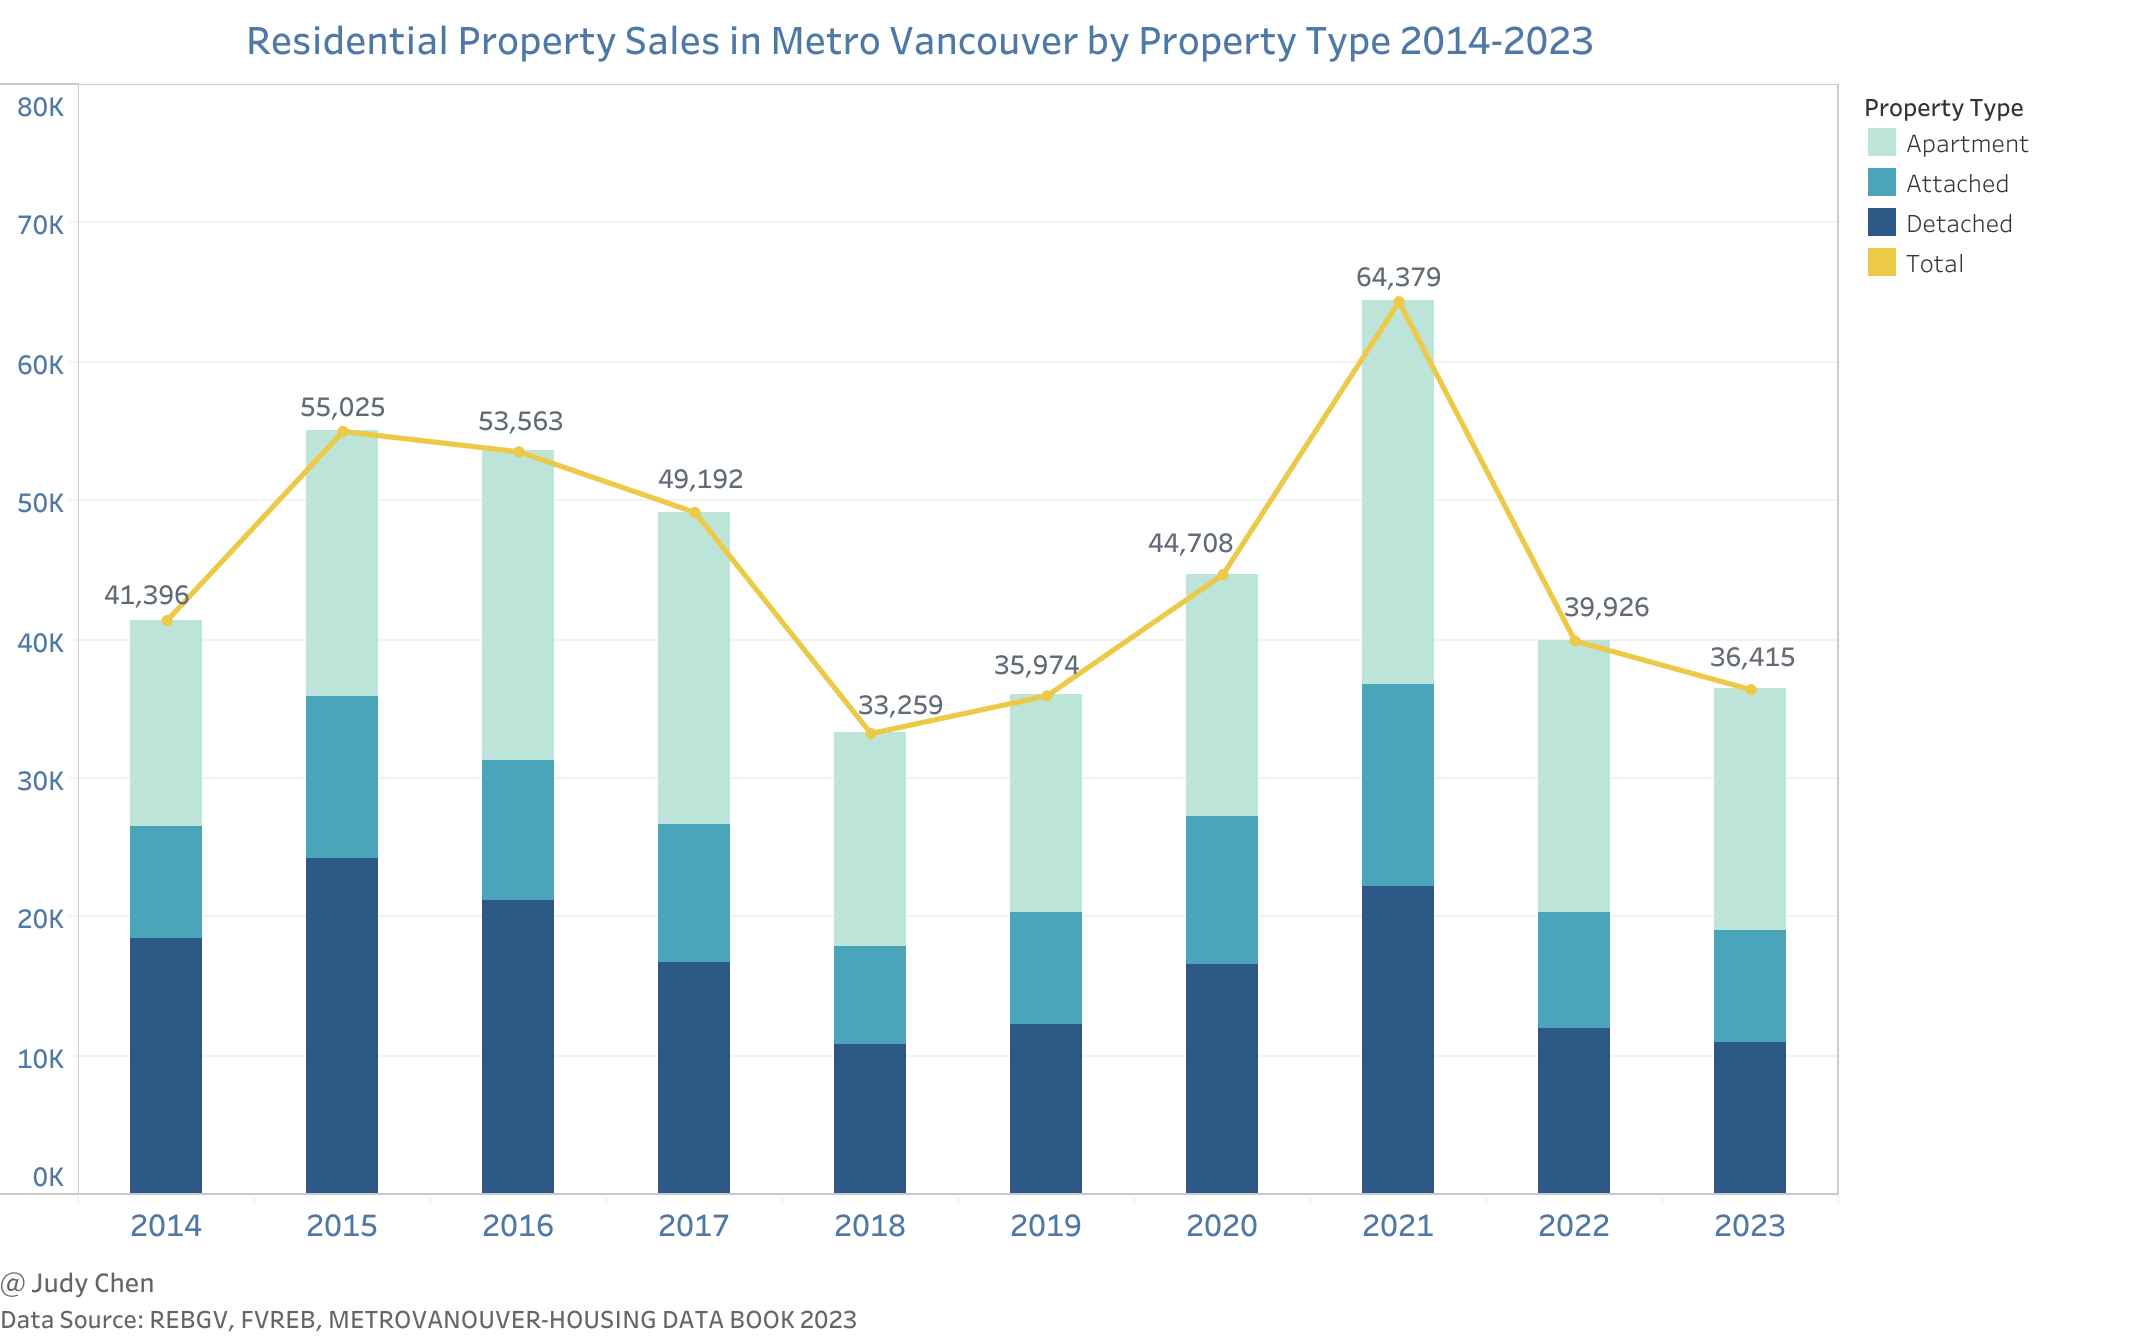 Residential Property Sales in Metro Vancouver by Property Type 2014-2023
80K
70K
60K
50K
40K
30K
20K
10K
0K
41,396
55,025
53,563
49,192
33,259
35,974
44,708
64,379
39,926
36,415
2014 2015 2016 2017 2018 2019 2020 2021 2022 2023
Property Type
Apartment
Attached
Detached
Total
@ Judy Chen
Data Source: REBGV, FVREB, METROVANOUVER-HOUSING DATA BOOK 2023